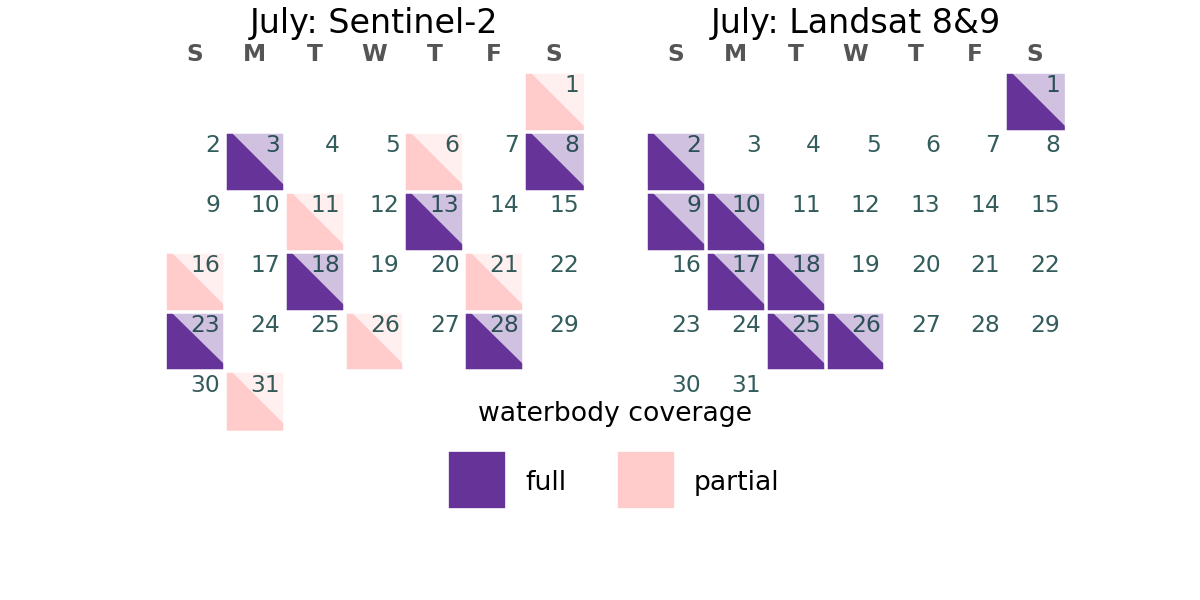 July: Sentinel-2
S M T W T F S
1
2 3 4 5 6 7 8
9 10 11 12 13 14 15
16 17 18 19 20 21 22
23 24 25 26 27 28 29
30 31
July: Landsat 8&9
S M T W T F S
1
2 3 4 5 6 7 8
9 10 11 12 13 14 15
16 17 18 19 20 21 22
23 24 25 26 27 28 29
30 31
waterbody coverage
full partial